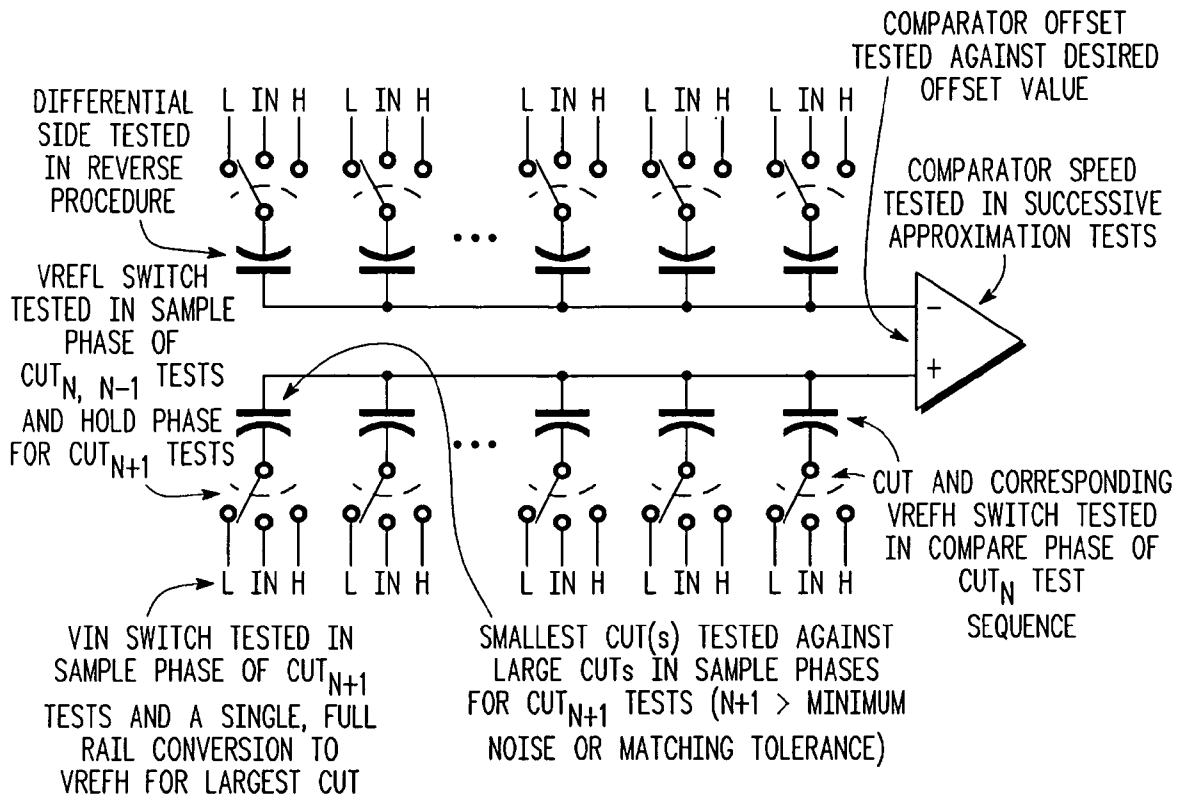 COMPARATOR OFFSET
TESTED AGAINST DESIRED
OFFSET VALUE
L IN H L IN H L IN H L IN H L IN H
DIFFERENTIAL
SIDE TESTED
IN REVERSE
PROCEDURE
COMPARATOR SPEED
TESTED IN SUCCESSIVE
APPROXIMATION TESTS
VREFL SWITCH
TESTED IN SAMPLE
PHASE OF
CUTN, N-1 TESTS
AND HOLD PHASE
FOR CUTN+1 TESTS
−
+
CUT AND CORRESPONDING
VREFH SWITCH TESTED
IN COMPARE PHASE OF
CUTN TEST
SEQUENCE
L IN H L IN H L IN H L IN H L IN H
VIN SWITCH TESTED IN
SAMPLE PHASE OF CUTN+1
TESTS AND A SINGLE, FULL
RAIL CONVERSION TO
VREFH FOR LARGEST CUT
SMALLEST CUT(s) TESTED AGAINST
LARGE CUTs IN SAMPLE PHASES
FOR CUTN+1 TESTS (N+1 > MINIMUM
NOISE OR MATCHING TOLERANCE)